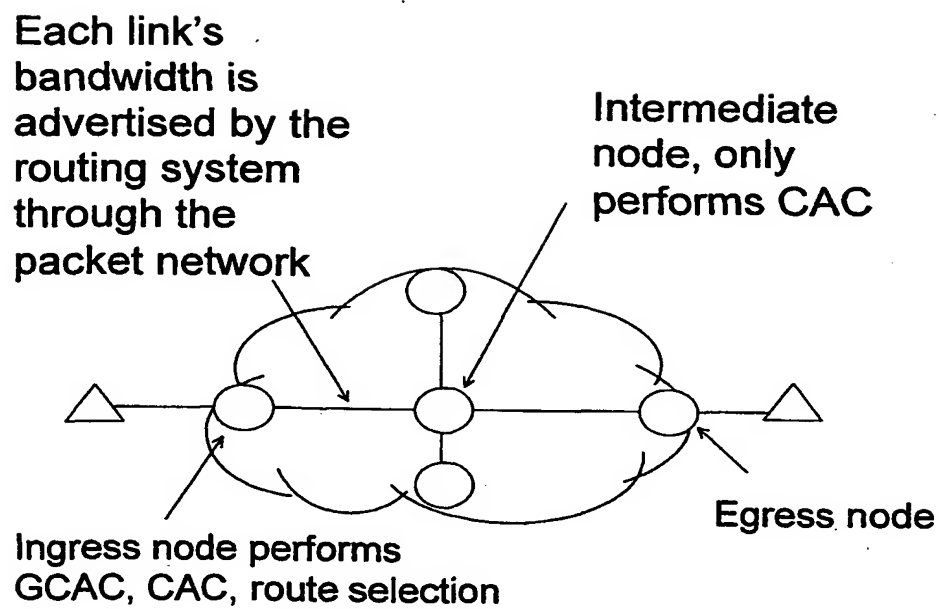 Each link's
bandwidth is
advertised by the
routing system
through the
packet network
Intermediate
node, only
performs CAC
Egress node
Ingress node performs
GCAC, CAC, route selection